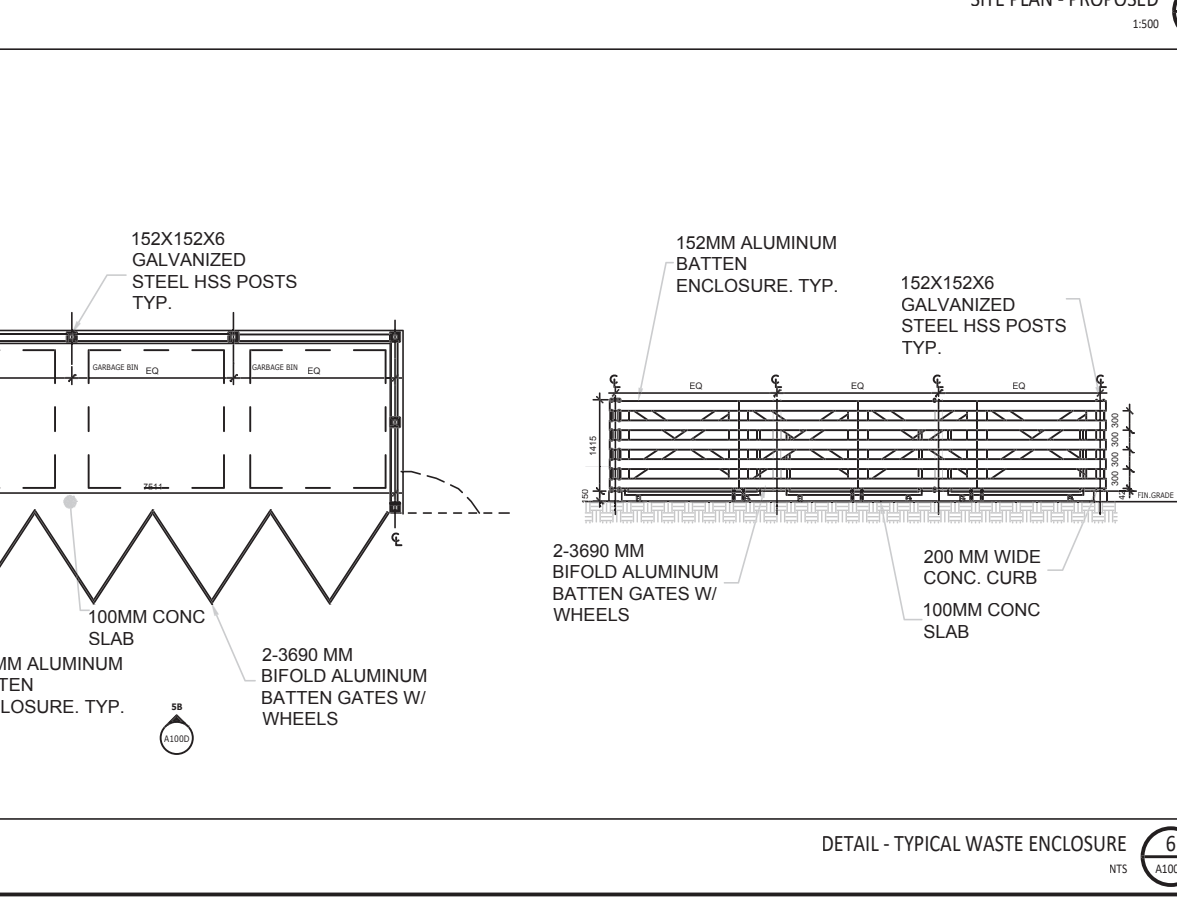 SITE PLAN - PROPOSED
1:500
152X152X6
GALVANIZED
STEEL HSS POSTS
TYP.
GARBAGE BIN
EQ
GARBAGE BIN
EQ
7511
100MM CONC
SLAB
MM ALUMINUM
TTEN
LOSURE. TYP.
5B
A100D
2-3690 MM
BIFOLD ALUMINUM
BATTEN GATES W/
WHEELS
152MM ALUMINUM
BATTEN
ENCLOSURE. TYP.
152X152X6
GALVANIZED
STEEL HSS POSTS
TYP.
EQ
EQ
EQ
1415
150
300
300
300
300
FIN.GRADE
2-3690 MM
BIFOLD ALUMINUM
BATTEN GATES W/
WHEELS
200 MM WIDE
CONC. CURB
100MM CONC
SLAB
DETAIL - TYPICAL WASTE ENCLOSURE
NTS
6
A100